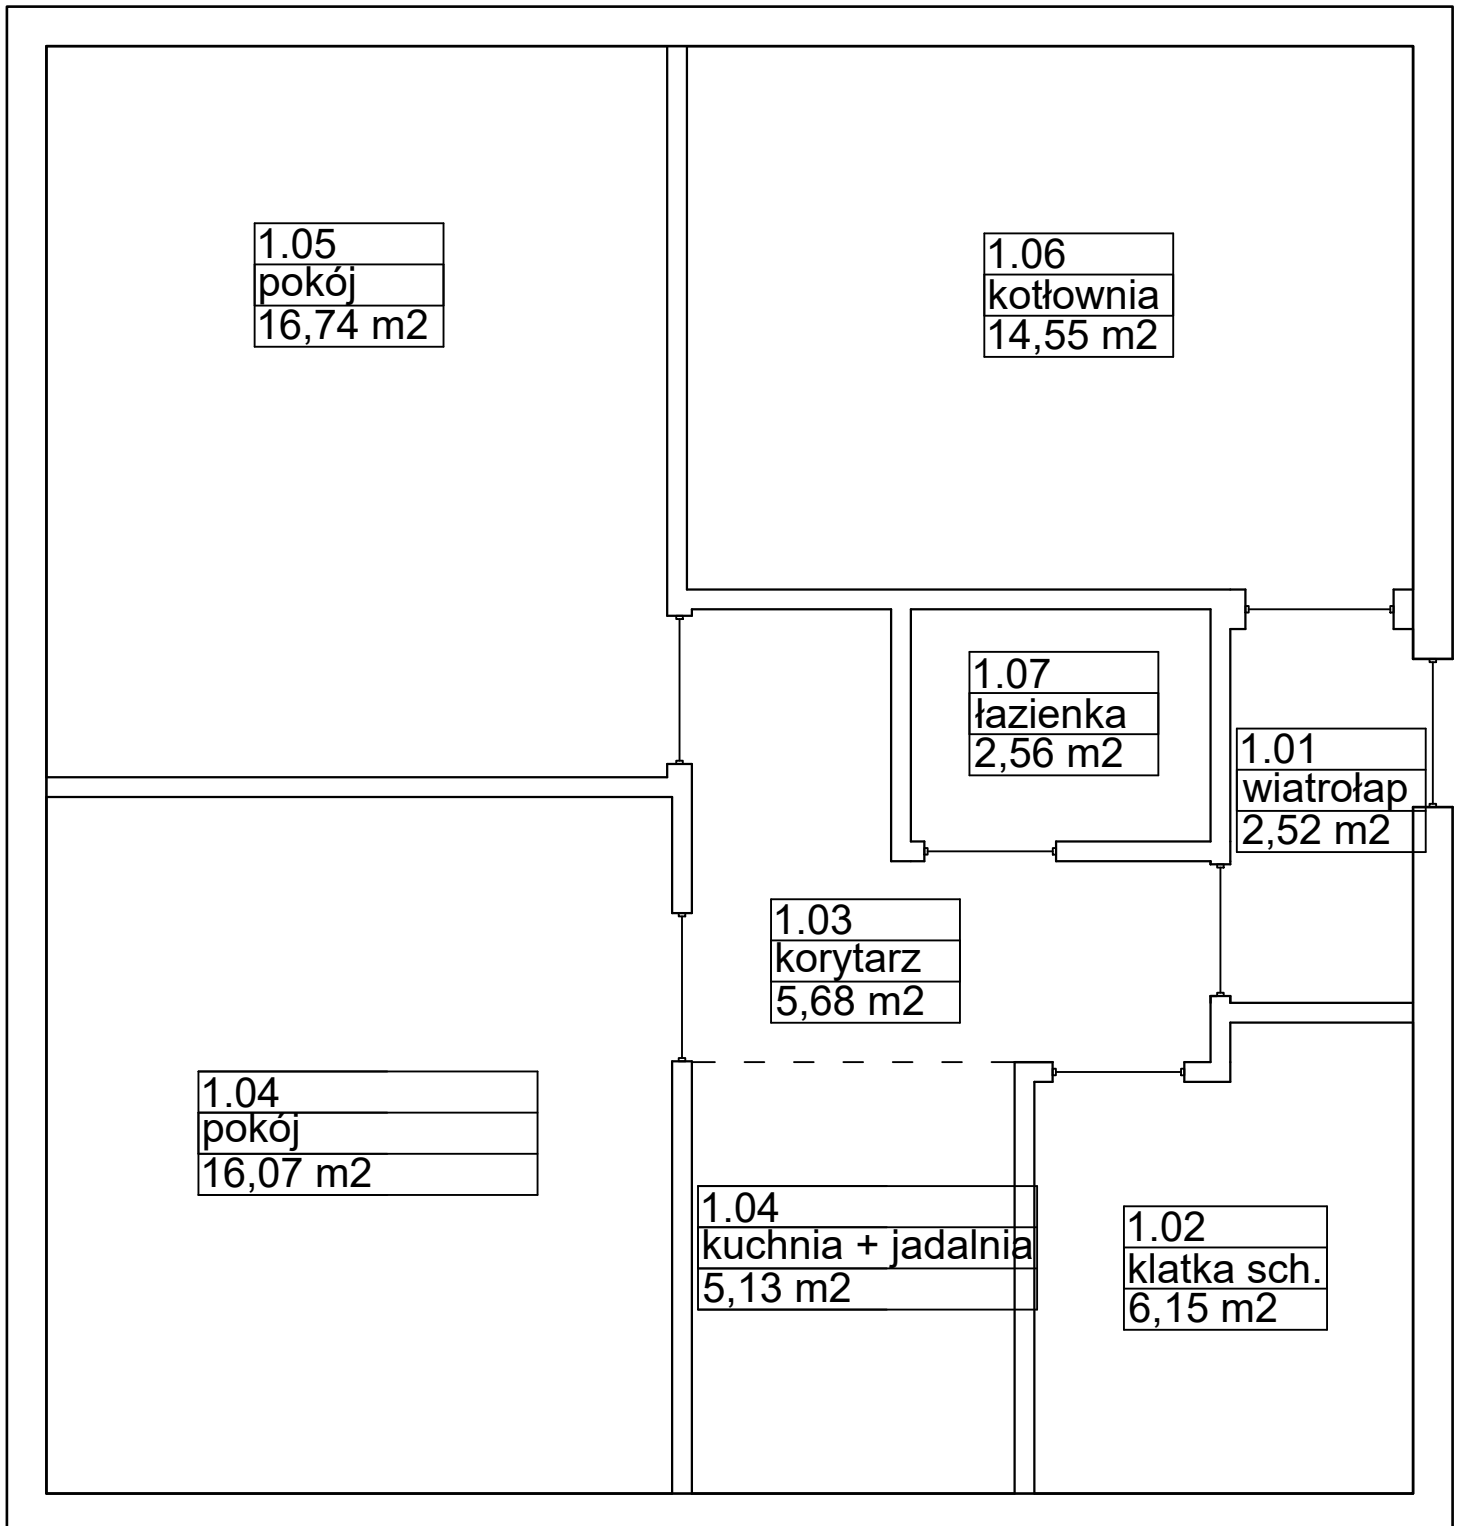 1.05
pokój
16,74 m2
1.06
kotłownia
14,55 m2
1.07
łazienka
2,56 m2
1.01
wiatrołap
2,52 m2
1.03
korytarz
5,68 m2
1.04
pokój
16,07 m2
1.04
kuchnia + jadalnia
5,13 m2
1.02
klatka sch.
6,15 m2